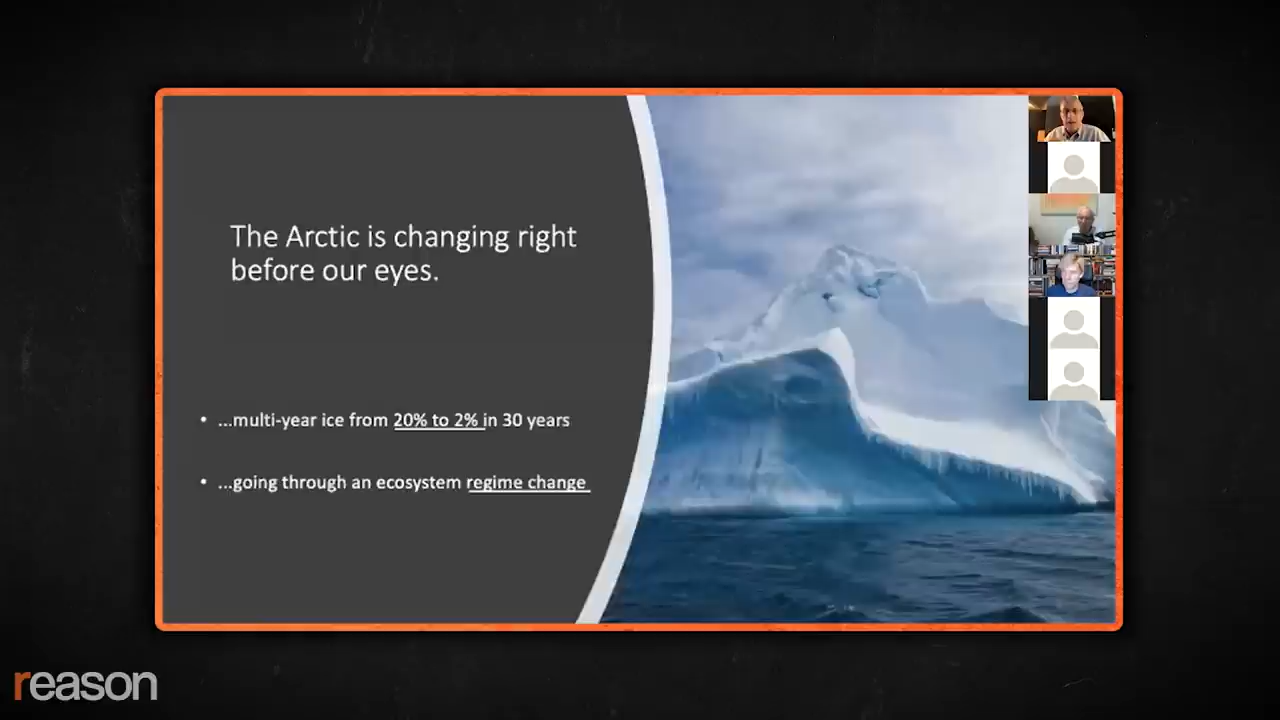 The Arctic is changing right
before our eyes.
• ...multi-year ice from 20% to 2% in 30 years
• ...going through an ecosystem regime change
reason